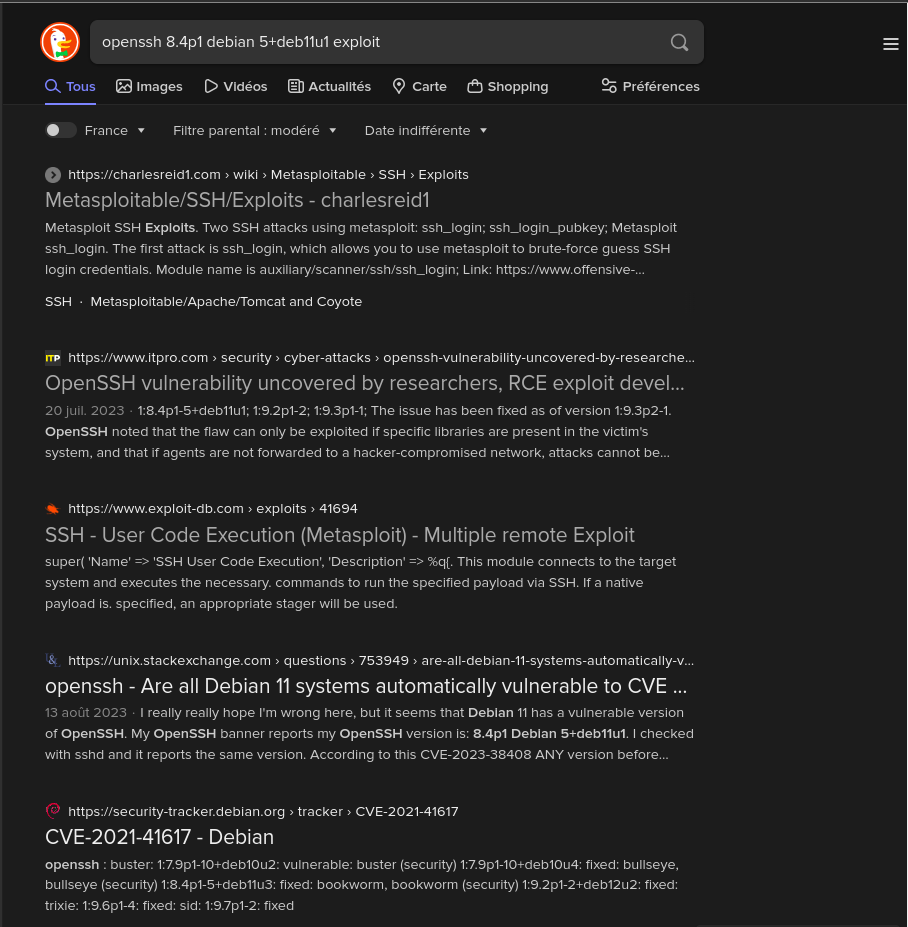 openssh 8.4p1 debian 5+deb11u1 exploit
Tous Images Vidéos Actualités Carte Shopping Préférences
France Filtre parental : modéré Date indifférente
https://charlesreid1.com › wiki › Metasploitable › SSH › Exploits
Metasploitable/SSH/Exploits - charlesreid1
Metasploit SSH Exploits. Two SSH attacks using metasploit: ssh_login; ssh_login_pubkey; Metasploit
ssh_login. The first attack is ssh_login, which allows you to use metasploit to brute-force guess SSH
login credentials. Module name is auxiliary/scanner/ssh/ssh_login; Link: https://www.offensive-...
SSH · Metasploitable/Apache/Tomcat and Coyote
ITP https://www.itpro.com › security › cyber-attacks › openssh-vulnerability-uncovered-by-researche...
OpenSSH vulnerability uncovered by researchers, RCE exploit devel...
20 juil. 2023 · 1:8.4p1-5+deb11u1; 1:9.2p1-2; 1:9.3p1-1; The issue has been fixed as of version 1:9.3p2-1.
OpenSSH noted that the flaw can only be exploited if specific libraries are present in the victim's
system, and that if agents are not forwarded to a hacker-compromised network, attacks cannot be...
https://www.exploit-db.com › exploits › 41694
SSH - User Code Execution (Metasploit) - Multiple remote Exploit
super( 'Name' => 'SSH User Code Execution', 'Description' => %q{. This module connects to the target
system and executes the necessary. commands to run the specified payload via SSH. If a native
payload is. specified, an appropriate stager will be used.
https://unix.stackexchange.com › questions › 753949 › are-all-debian-11-systems-automatically-v...
openssh - Are all Debian 11 systems automatically vulnerable to CVE ...
13 août 2023 · I really really hope I'm wrong here, but it seems that Debian 11 has a vulnerable version
of OpenSSH. My OpenSSH banner reports my OpenSSH version is: 8.4p1 Debian 5+deb11u1. I checked
with sshd and it reports the same version. According to this CVE-2023-38408 ANY version before...
https://security-tracker.debian.org › tracker › CVE-2021-41617
CVE-2021-41617 - Debian
openssh : buster: 1:7.9p1-10+deb10u2: vulnerable: buster (security) 1:7.9p1-10+deb10u4: fixed: bullseye,
bullseye (security) 1:8.4p1-5+deb11u3: fixed: bookworm, bookworm (security) 1:9.2p1-2+deb12u2: fixed:
trixie: 1:9.6p1-4: fixed: sid: 1:9.7p1-2: fixed